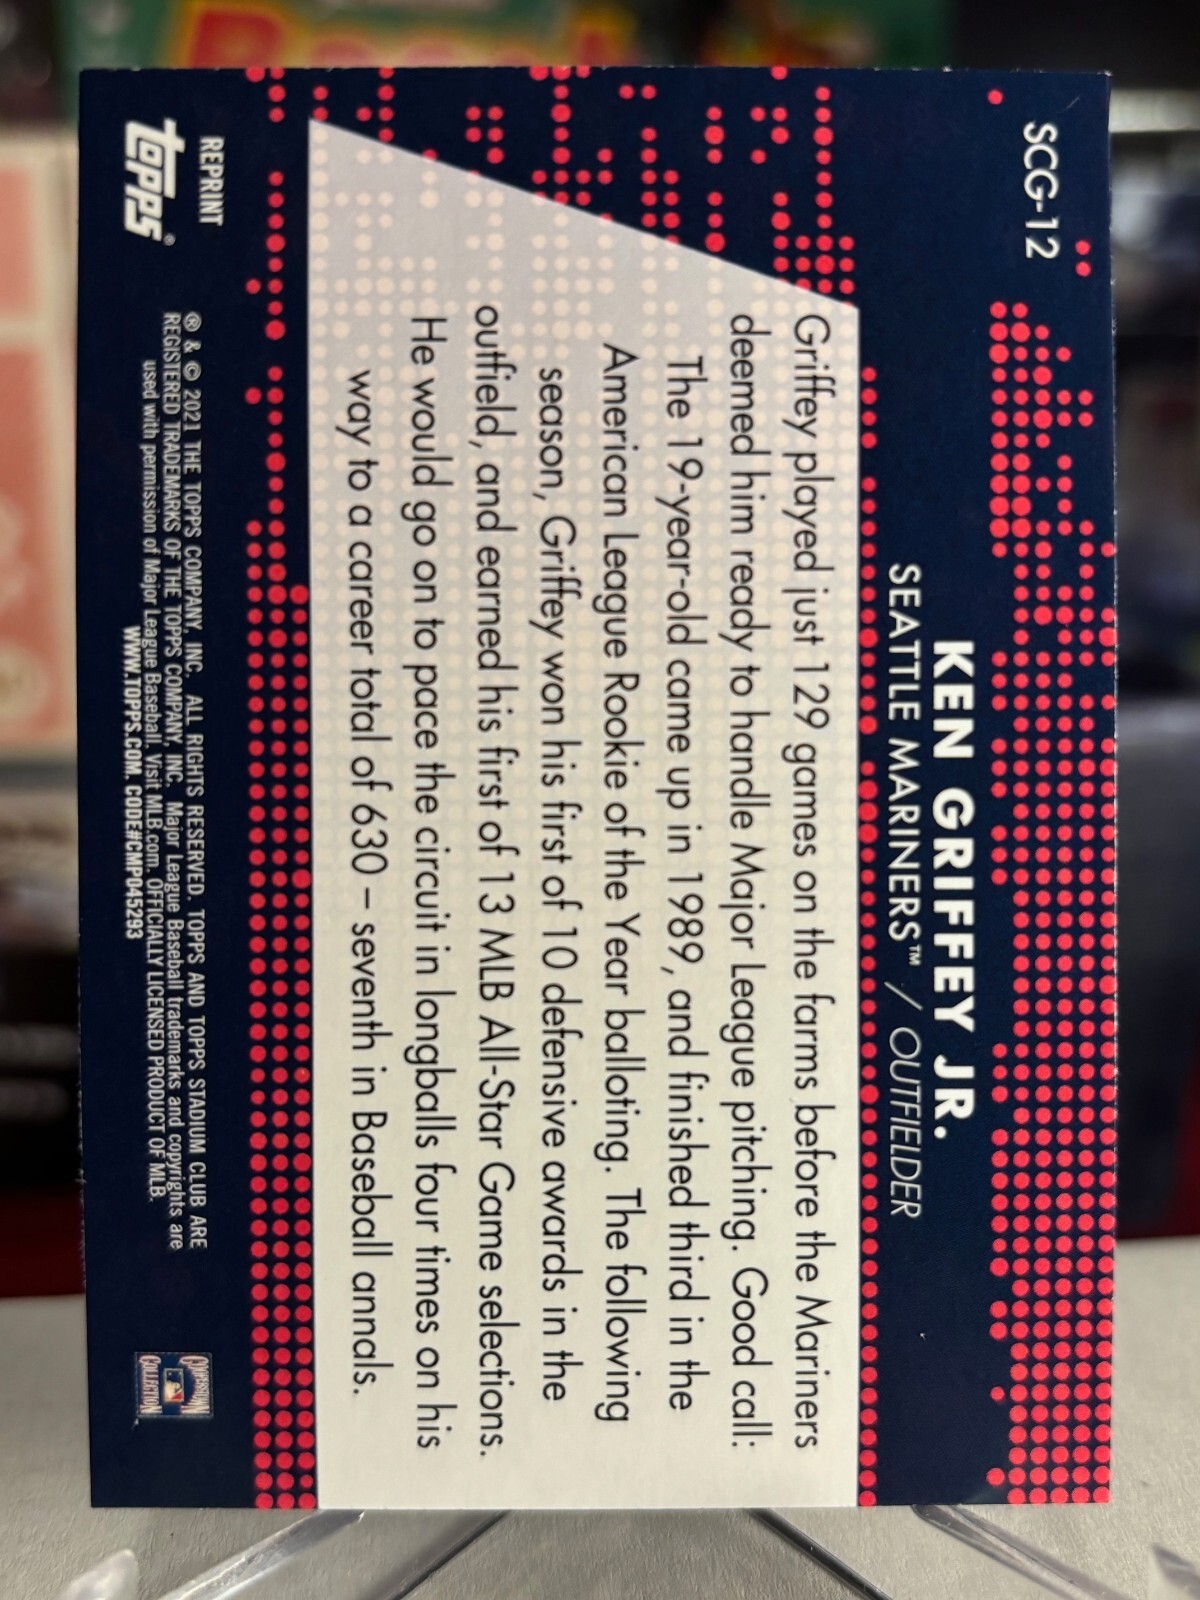 SCG-12
KEN GRIFFEY JR.
SEATTLE MARINERS™ / OUTFIELDER
Griffey played just 129 games on the farms before the Mariners
deemed him ready to handle Major League pitching. Good call:
The 19-year-old came up in 1989, and finished third in the
American League Rookie of the Year balloting. The following
season, Griffey won his first of 10 defensive awards in the
outfield, and earned his first of 13 MLB All-Star Game selections.
He would go on to pace the circuit in longballs four times on his
way to a career total of 630 – seventh in Baseball annals.
REPRINT
topps®
® & © 2021 THE TOPPS COMPANY, INC. ALL RIGHTS RESERVED. TOPPS AND TOPPS STADIUM CLUB ARE
REGISTERED TRADEMARKS OF THE TOPPS COMPANY, INC. Major League Baseball trademarks and copyrights are
used with permission of Major League Baseball. Visit MLB.com. OFFICIALLY LICENSED PRODUCT OF MLB.
WWW.TOPPS.COM. CODE#CMP045293
COOPERSTOWN
COLLECTION